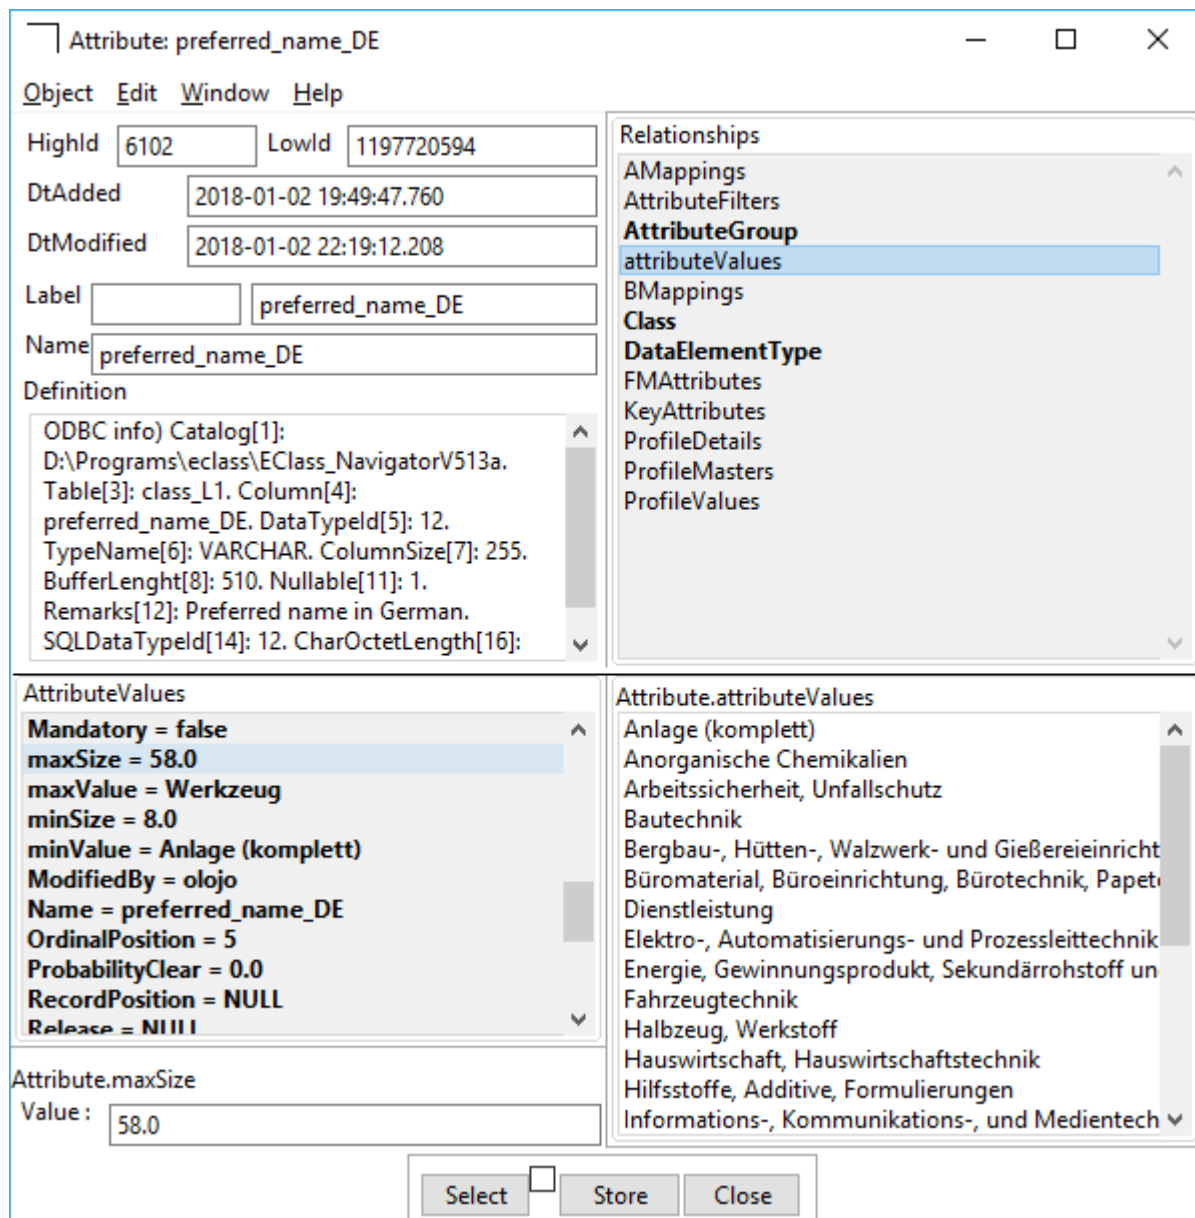 Attribute: preferred_name_DE
Object Edit Window Help
HighId 6102 LowId 1197720594
DtAdded 2018-01-02 19:49:47.760
DtModified 2018-01-02 22:19:12.208
Label preferred_name_DE
Name preferred_name_DE
Definition
ODBC info) Catalog[1]:
D:\Programs\eclass\EClass_NavigatorV513a.
Table[3]: class_L1. Column[4]:
preferred_name_DE. DataTypeId[5]: 12.
TypeName[6]: VARCHAR. ColumnSize[7]: 255.
BufferLenght[8]: 510. Nullable[11]: 1.
Remarks[12]: Preferred name in German.
SQLDataTypeId[14]: 12. CharOctetLength[16]:
Relationships
AMappings
AttributeFilters
AttributeGroup
attributeValues
BMappings
Class
DataElementType
FMAttributes
KeyAttributes
ProfileDetails
ProfileMasters
ProfileValues
AttributeValues
Mandatory = false
maxSize = 58.0
maxValue = Werkzeug
minSize = 8.0
minValue = Anlage (komplett)
ModifiedBy = olojo
Name = preferred_name_DE
OrdinalPosition = 5
ProbabilityClear = 0.0
RecordPosition = NULL
Release = NULL
Attribute.maxSize
Value : 58.0
Attribute.attributeValues
Anlage (komplett)
Anorganische Chemikalien
Arbeitssicherheit, Unfallschutz
Bautechnik
Bergbau-, Hütten-, Walzwerk- und Gießereieinricht
Büromaterial, Büroeinrichtung, Bürotechnik, Papete
Dienstleistung
Elektro-, Automatisierungs- und Prozessleittechnik
Energie, Gewinnungsprodukt, Sekundärrohstoff un
Fahrzeugtechnik
Halbzeug, Werkstoff
Hauswirtschaft, Hauswirtschaftstechnik
Hilfsstoffe, Additive, Formulierungen
Informations-, Kommunikations-, und Medientech
Select Store Close